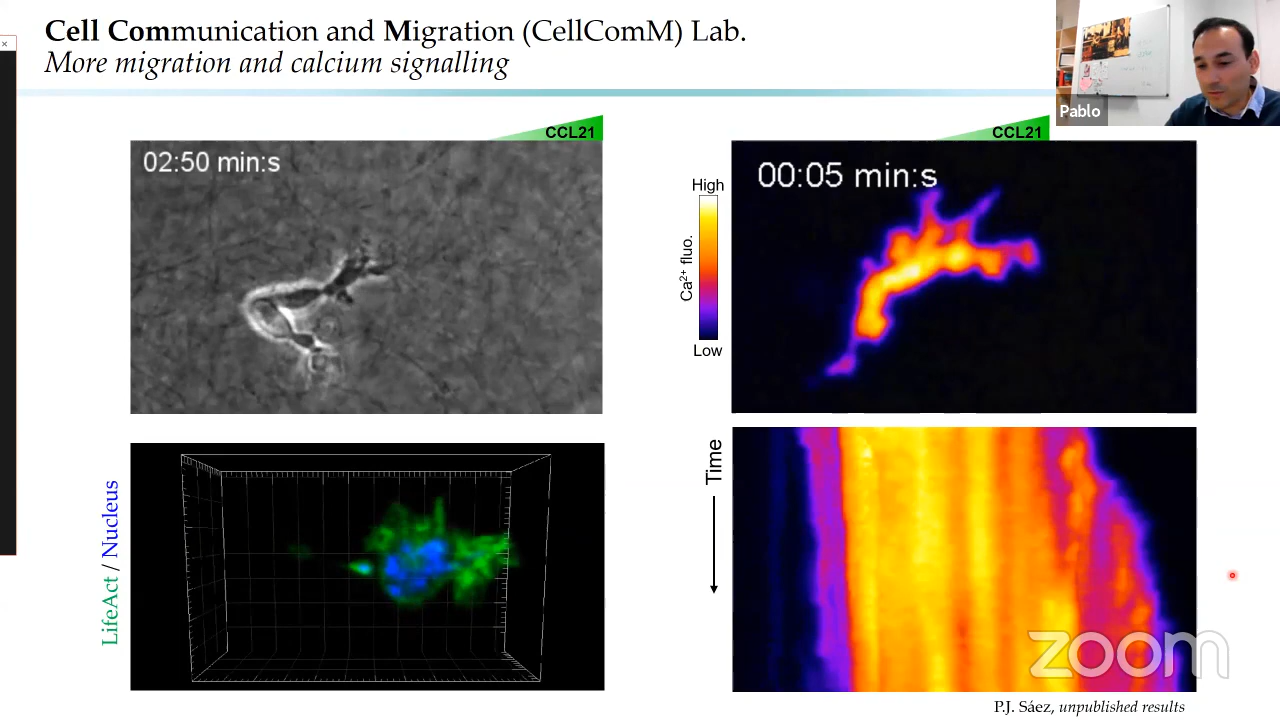 Cell Communication and Migration (CellComM) Lab.
More migration and calcium signalling
Pablo
CCL21
02:50 min:s
CCL21
00:05 min:s
High
Ca²⁺ fluo.
Low
LifeAct / Nucleus
Time
zoom
P.J. Sáez, unpublished results